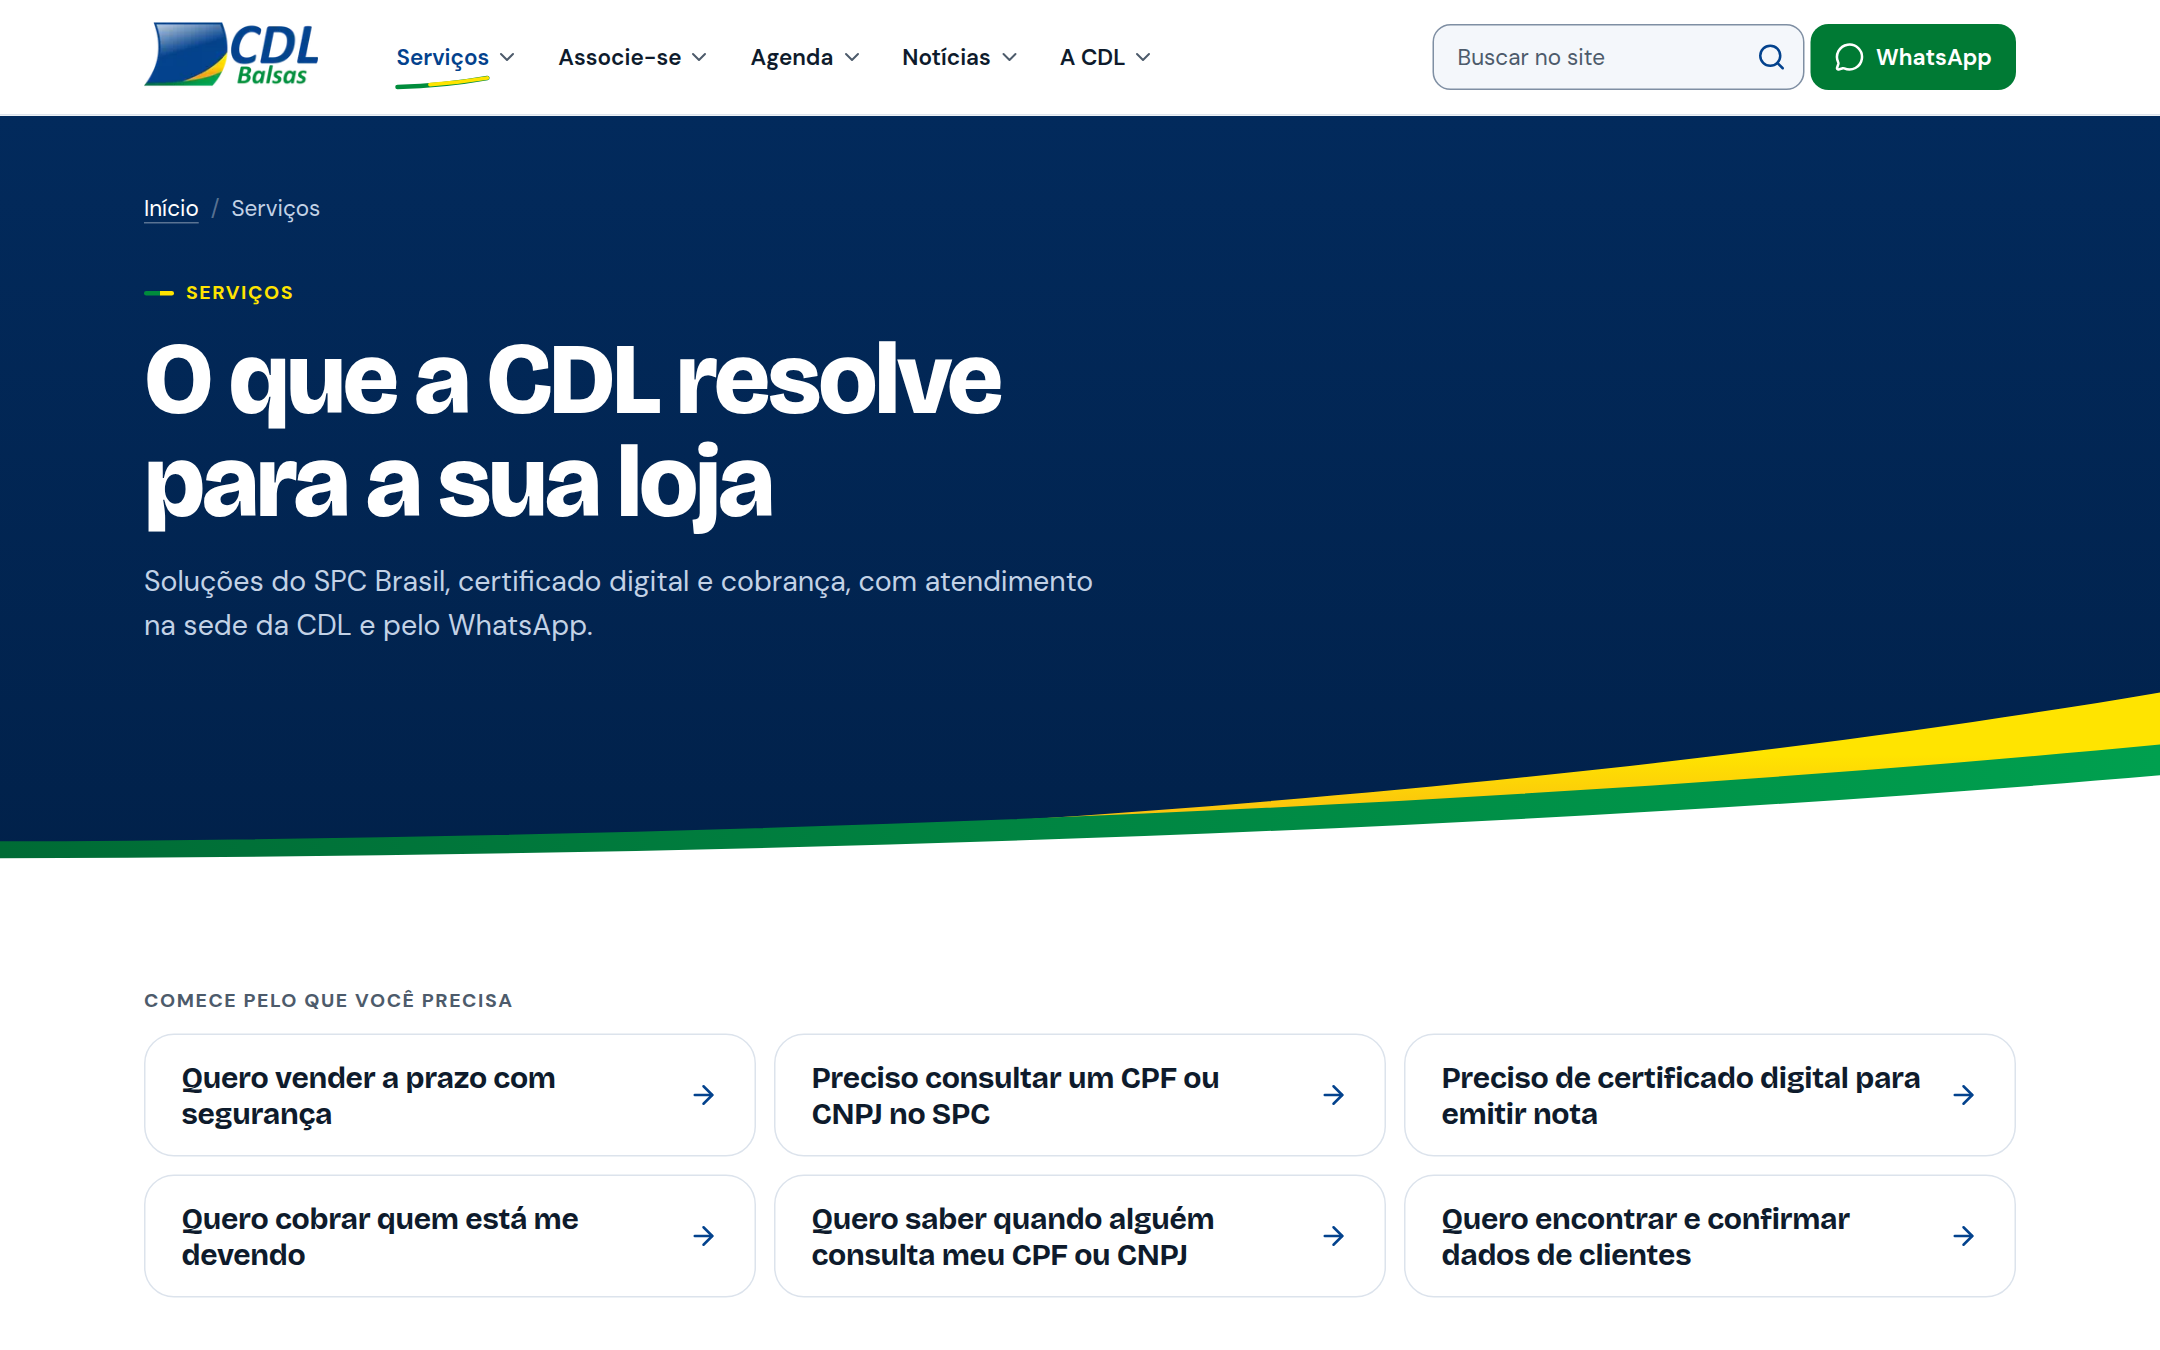 CDL
Balsas
Serviços
Associe-se
Agenda
Notícias
A CDL
Buscar no site
WhatsApp
Início / Serviços
SERVIÇOS
O que a CDL resolve
para a sua loja
Soluções do SPC Brasil, certificado digital e cobrança, com atendimento
na sede da CDL e pelo WhatsApp.
COMECE PELO QUE VOCÊ PRECISA
Quero vender a prazo com
segurança
Preciso consultar um CPF ou
CNPJ no SPC
Preciso de certificado digital para
emitir nota
Quero cobrar quem está me
devendo
Quero saber quando alguém
consulta meu CPF ou CNPJ
Quero encontrar e confirmar
dados de clientes